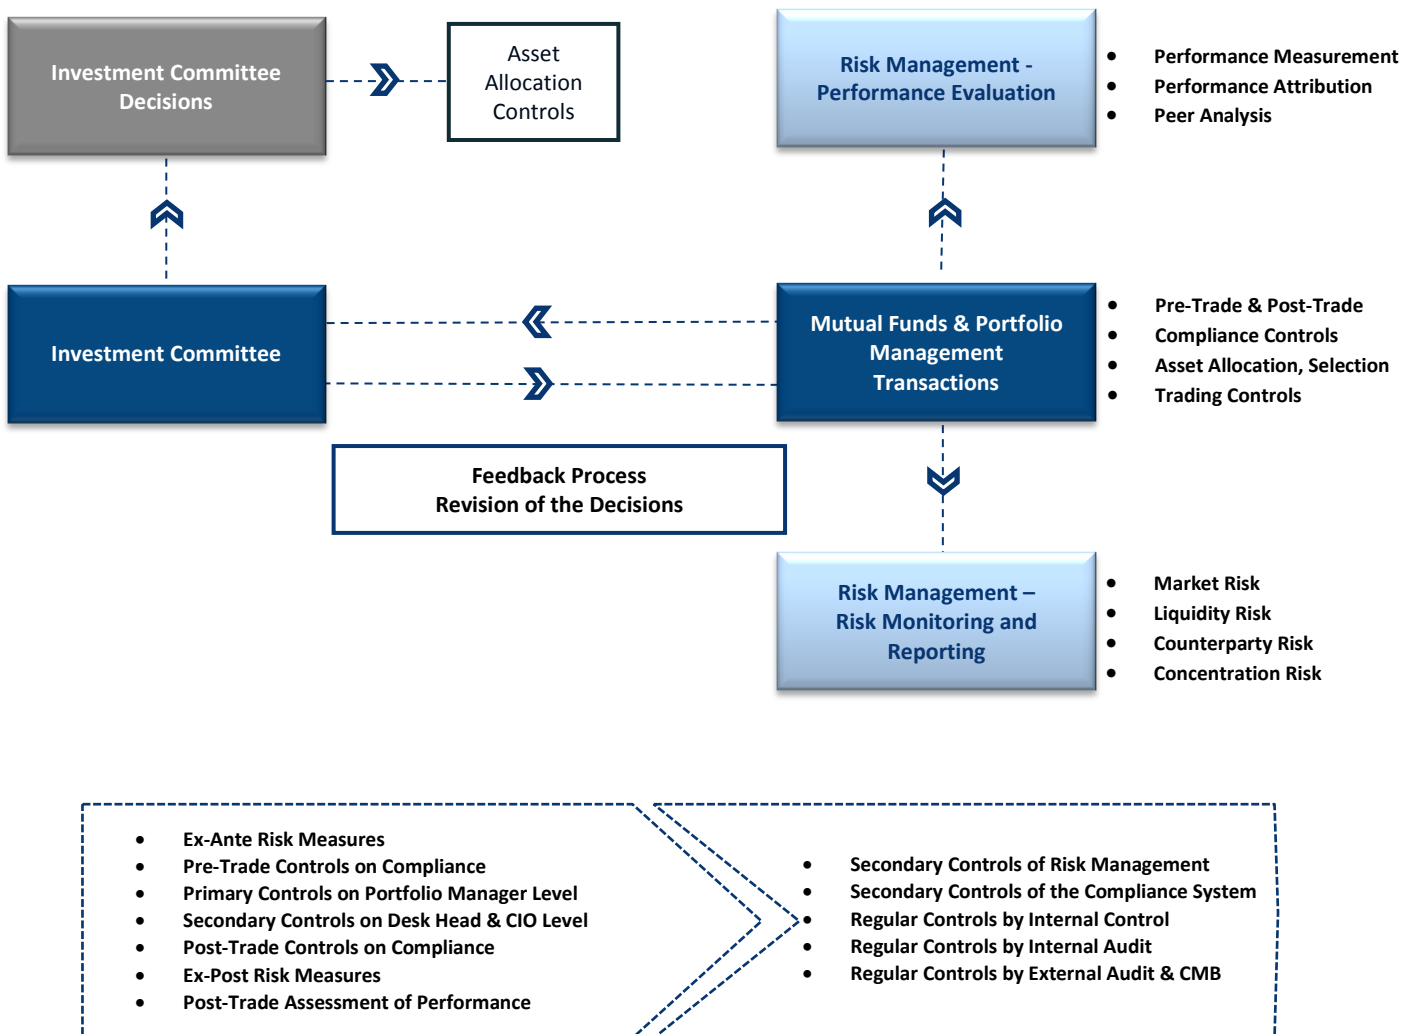 Investment Committee
Decisions
Asset
Allocation
Controls
Risk Management -
Performance Evaluation
• Performance Measurement
• Performance Attribution
• Peer Analysis
Investment Committee
Mutual Funds & Portfolio
Management
Transactions
• Pre-Trade & Post-Trade
• Compliance Controls
• Asset Allocation, Selection
• Trading Controls
Feedback Process
Revision of the Decisions
Risk Management –
Risk Monitoring and
Reporting
• Market Risk
• Liquidity Risk
• Counterparty Risk
• Concentration Risk
• Ex-Ante Risk Measures
• Pre-Trade Controls on Compliance
• Primary Controls on Portfolio Manager Level
• Secondary Controls on Desk Head & CIO Level
• Post-Trade Controls on Compliance
• Ex-Post Risk Measures
• Post-Trade Assessment of Performance
• Secondary Controls of Risk Management
• Secondary Controls of the Compliance System
• Regular Controls by Internal Control
• Regular Controls by Internal Audit
• Regular Controls by External Audit & CMB